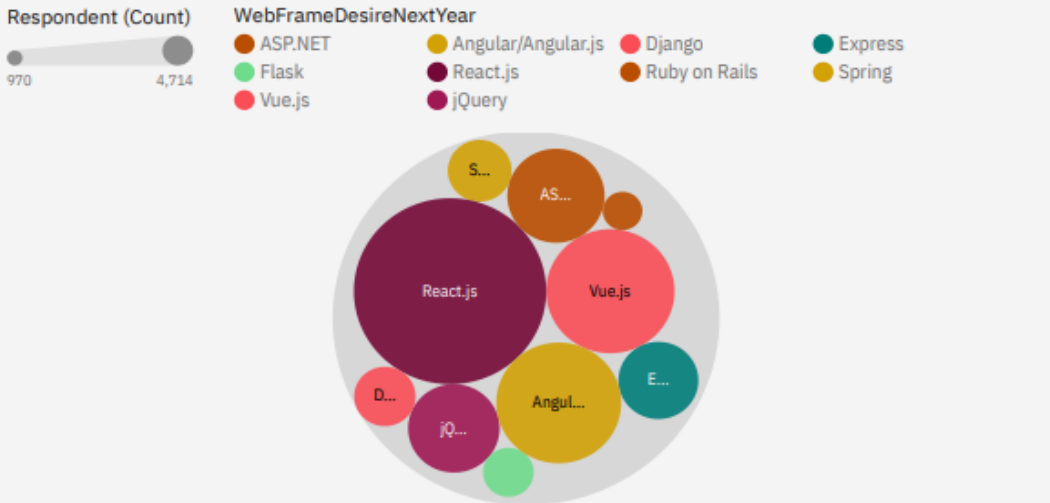 Respondent (Count)
970 4,714
WebFrameDesireNextYear
ASP.NET Angular/Angular.js Django Express
Flask React.js Ruby on Rails Spring
Vue.js jQuery
S... AS...
React.js Vue.js
D... jQ... Angul... E...